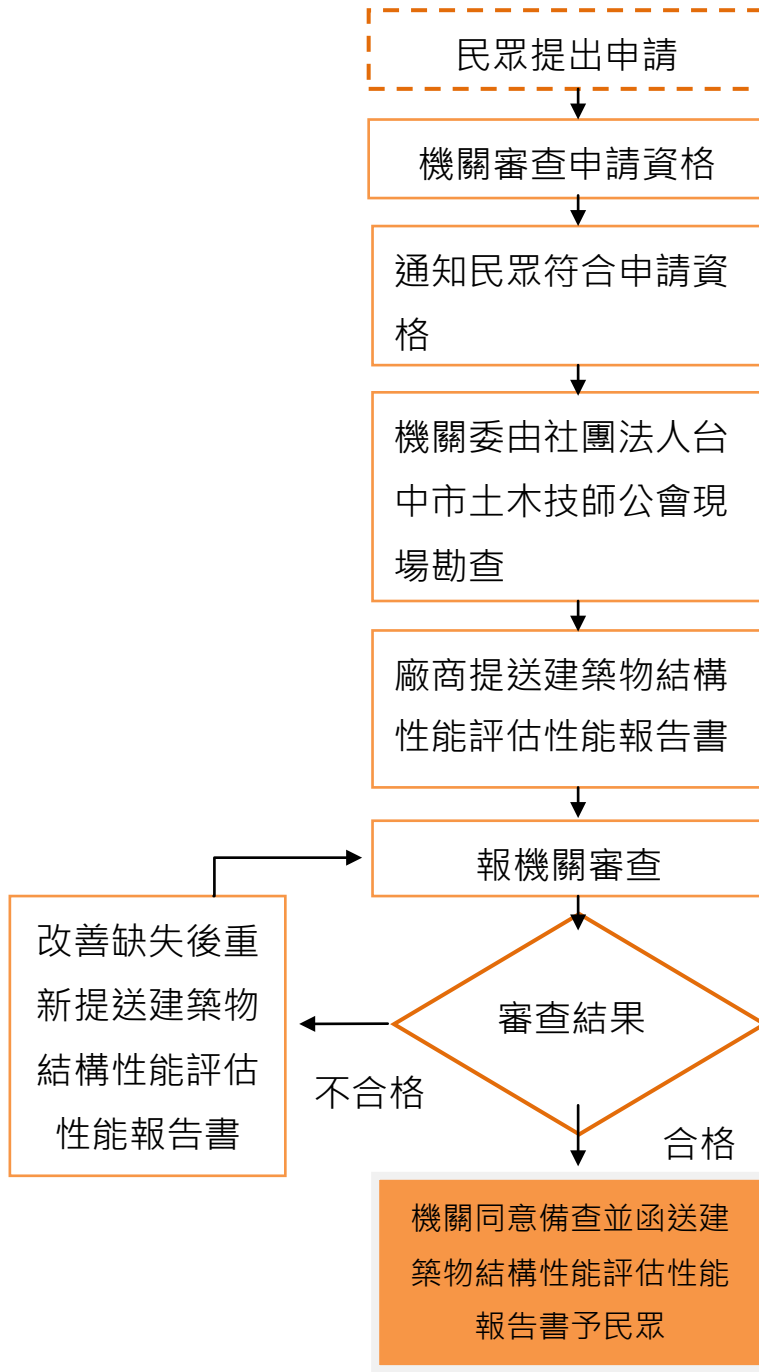 民眾提出申請
機關審查申請資格
通知民眾符合申請資
格
機關委由社團法人台
中市土木技師公會現
場勘查
廠商提送建築物結構
性能評估性能報告書
報機關審查
審查結果
不合格
改善缺失後重
新提送建築物
結構性能評估
性能報告書
合格
機關同意備查並函送建
築物結構性能評估性能
報告書予民眾